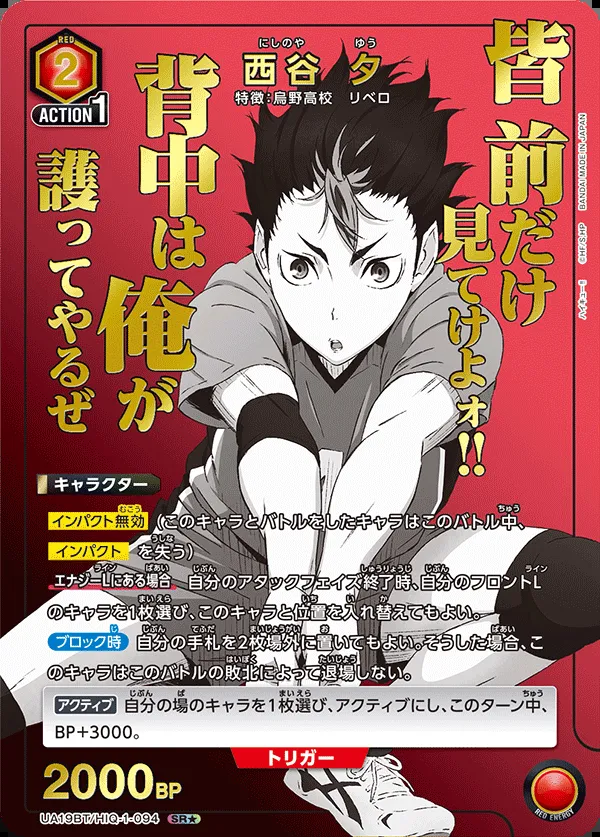 RED
2
ACTION 1
にしのや ゆう
西谷 夕
特徴:烏野高校 リベロ
皆
前だけ
見てけよォ!!
背中は
俺が
護ってやるぜ
BANDAI MADE IN JAPAN
©HF/S,HP
ハイキュー!!
キャラクター
インパクト無効 (このキャラとバトルをしたキャラはこのバトル中、
インパクト を失う)
エナジーLにある場合 自分のアタックフェイズ終了時、自分のフロントL
のキャラを1枚選び、このキャラと位置を入れ替えてもよい。
ブロック時 自分の手札を2枚場外に置いてもよい。そうした場合、こ
のキャラはこのバトルの敗北によって退場しない。
アクティブ 自分の場のキャラを1枚選び、アクティブにし、このターン中、
BP+3000。
トリガー
2000BP
UA19BT/HIQ-1-094 SR★
RED ENERGY